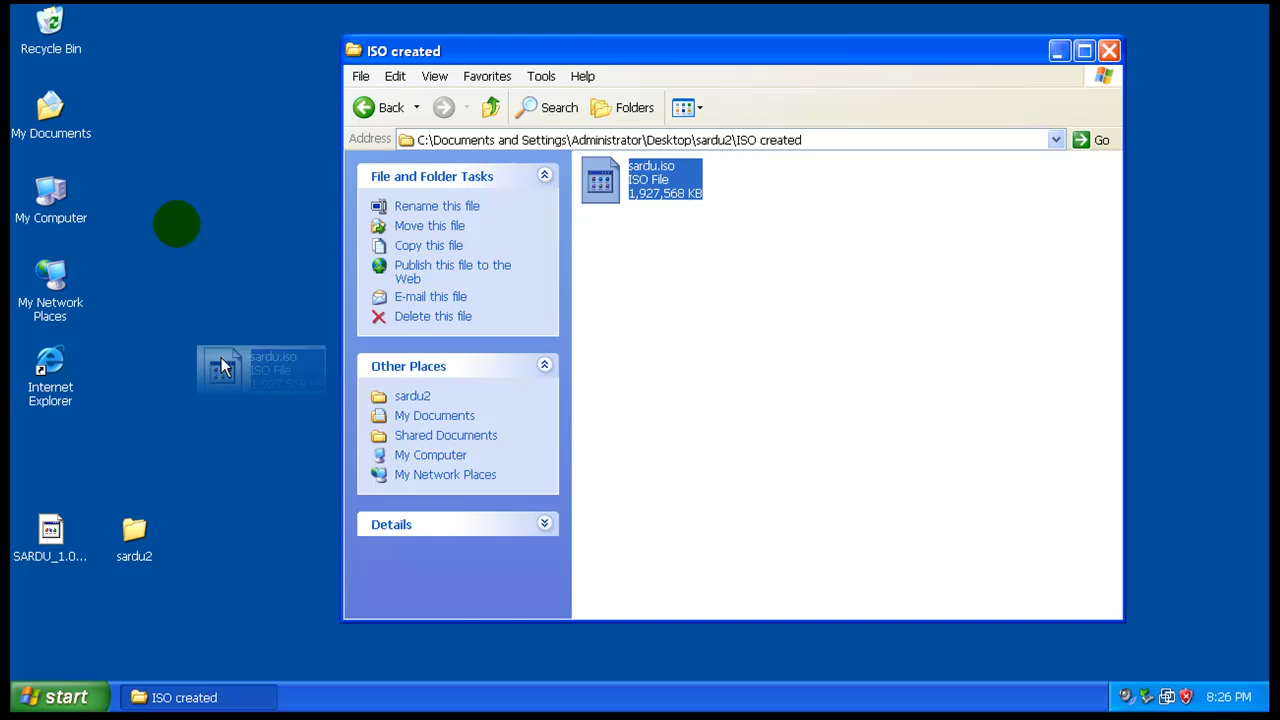 Recycle Bin
My Documents
My Computer
My Network
Places
Internet
Explorer
SARDU_1.0...
sardu2
sardu.iso
ISO File
1,927,568 KB
ISO created
File Edit View Favorites Tools Help
Back Search Folders
Address C:\Documents and Settings\Administrator\Desktop\sardu2\ISO created Go
File and Folder Tasks
Rename this file
Move this file
Copy this file
Publish this file to the
Web
E-mail this file
Delete this file
Other Places
sardu2
My Documents
Shared Documents
My Computer
My Network Places
Details
sardu.iso
ISO File
1,927,568 KB
start ISO created 8:26 PM